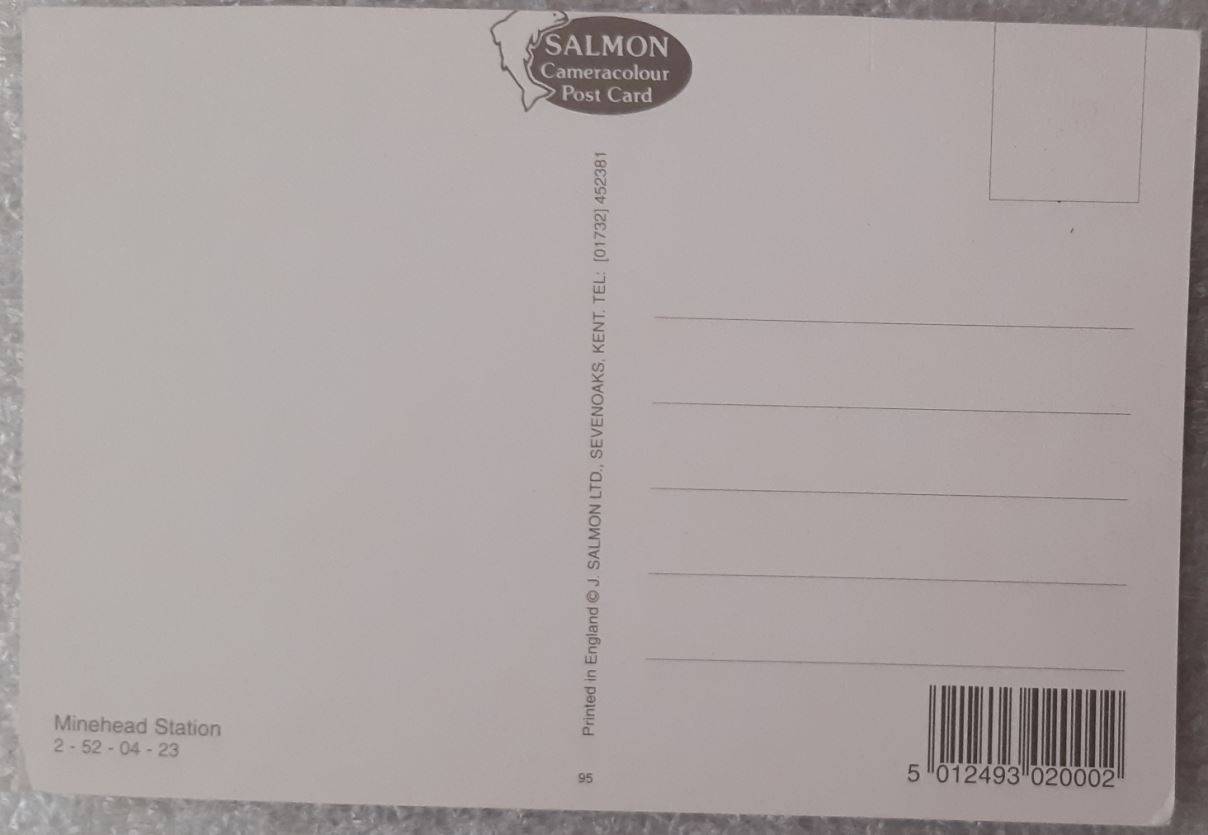 SALMON
Cameracolour
Post Card
Printed in England © J. SALMON LTD., SEVENOAKS, KENT. TEL: [01732] 452381
Minehead Station
2 - 52 - 04 - 23
95
5 012493 020002